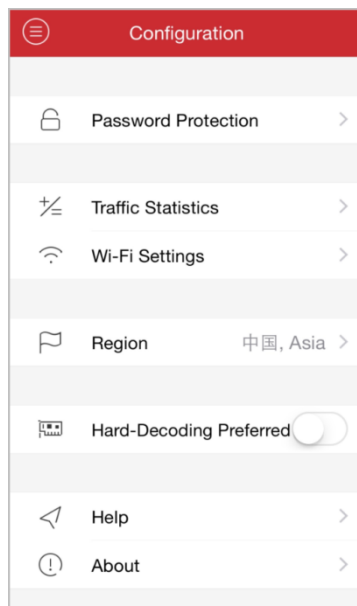 Configuration
Password Protection
Traffic Statistics
Wi-Fi Settings
Region 中国, Asia
Hard-Decoding Preferred
Help
About